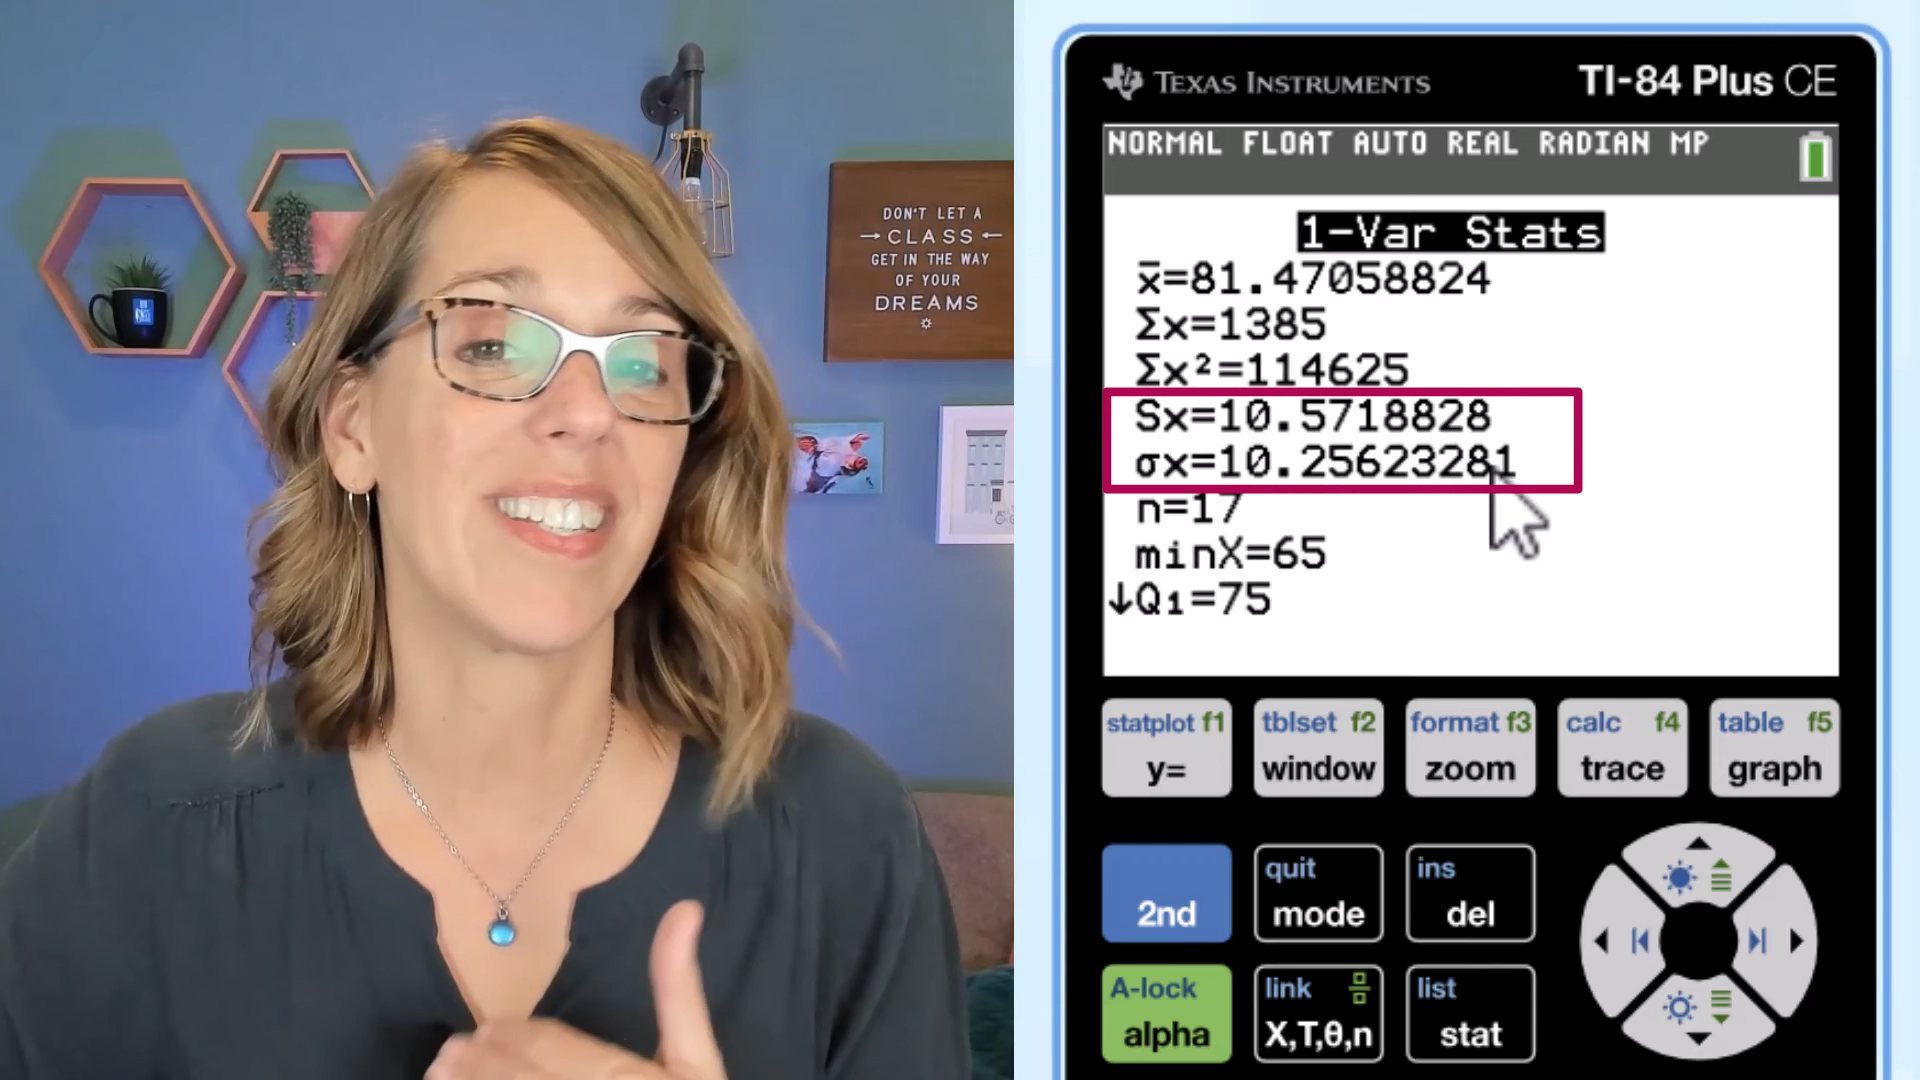 DON'T LET A
CLASS
GET IN THE WAY
OF YOUR
DREAMS
TEXAS INSTRUMENTS
TI-84 Plus CE
NORMAL FLOAT AUTO REAL RADIAN MP
1-Var Stats
x̄=81.47058824
Σx=1385
Σx²=114625
Sx=10.5718828
σx=10.25623281
n=17
minX=65
↓Q₁=75
statplot f1
y=
tblset f2
window
format f3
zoom
calc f4
trace
table f5
graph
2nd
quit
mode
ins
del
A-lock
alpha
link
X,T,θ,n
list
stat